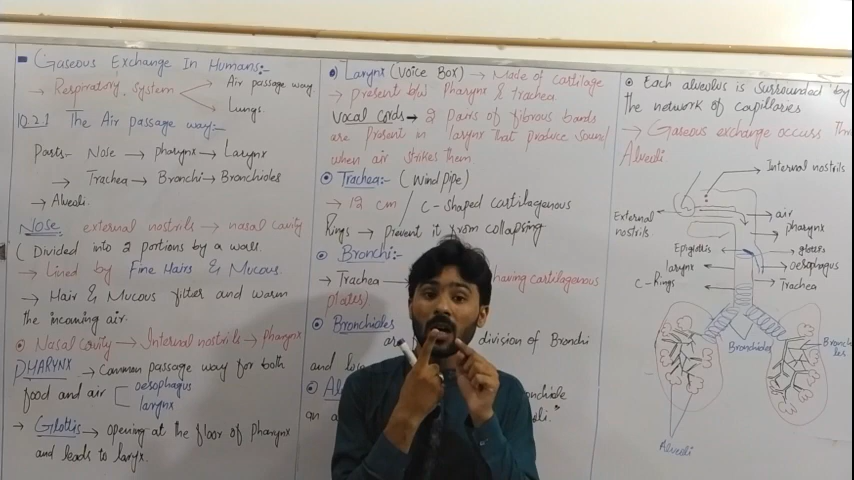 Gaseous Exchange In Humans:-
→ Respiratory System
Air passage way
Lungs.
10.2.1 The Air passage way:-
Parts- Nose → pharynx → Larynx
→ Trachea → Bronchi → Bronchioles
→ Alveoli.
Nose external nostrils → nasal cavity
( Divided into 2 portions by a wall.
→ Lined by Fine Hairs & Mucous.
→ Hair & Mucous filter and warm
the incoming air.
Nasal Cavity → Internal nostrils → Pharynx
PHARYNX → Common passage way for both
food and air
oesophagus
larynx
→ Glottis → opening at the floor of pharynx
and leads to larynx.
Larynx (Voice Box) → Made of cartilage
→ present b/w Pharynx & trachea
Vocal cords → 2 pairs of fibrous bands
are present in larynx that produce sound
when air strikes them
Trachea:- (wind pipe)
→ 12 cm C-shaped cartilagenous
Rings → prevent it from collapsing
Bronchi:-
→ Trachea having cartilagenous
plates)
Bronchioles
division of Bronchi
and
an
Each alveolus is surrounded by
the network of capillaries
→ Gaseous exchange occurs
Alveoli
Internal nostrils
External nostrils
air
pharynx
Epiglottis
glottis
larynx
oesophagus
C-Rings
Trachea
Bronchioles
Alveoli